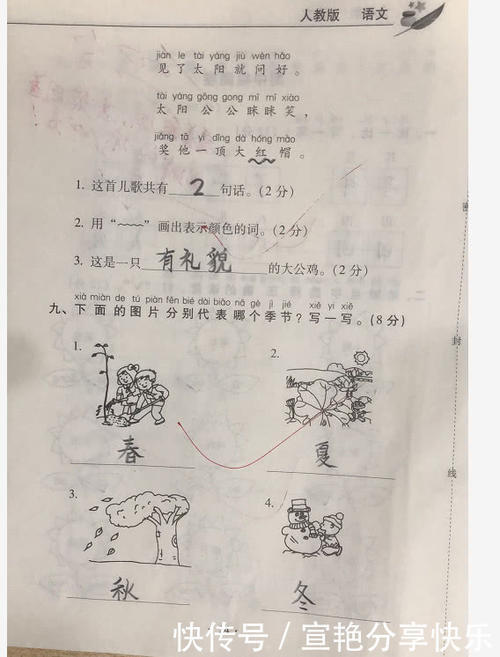 人教版 语文
jiàn le tài yáng jiù wèn hǎo
见了太阳就问好。
tài yáng gōng gong mī mī xiào
太阳公公眯眯笑，
jiǎng tā yì dǐng dà hóng mào
奖他一顶大红帽。
1. 这首儿歌共有 2 句话。(2分)
2. 用“~~~”画出表示颜色的词。(2分)
3. 这是一只 有礼貌 的大公鸡。(2分)
xià miàn de tú piàn fēn bié dài biǎo nǎ gè jì jié xiě yi xiě
九、下面的图片分别代表哪个季节？写一写。(8分)
1.
2.
春
夏
3.
4.
秋
冬
密
封
线
快传号 / 宣艳分享快乐